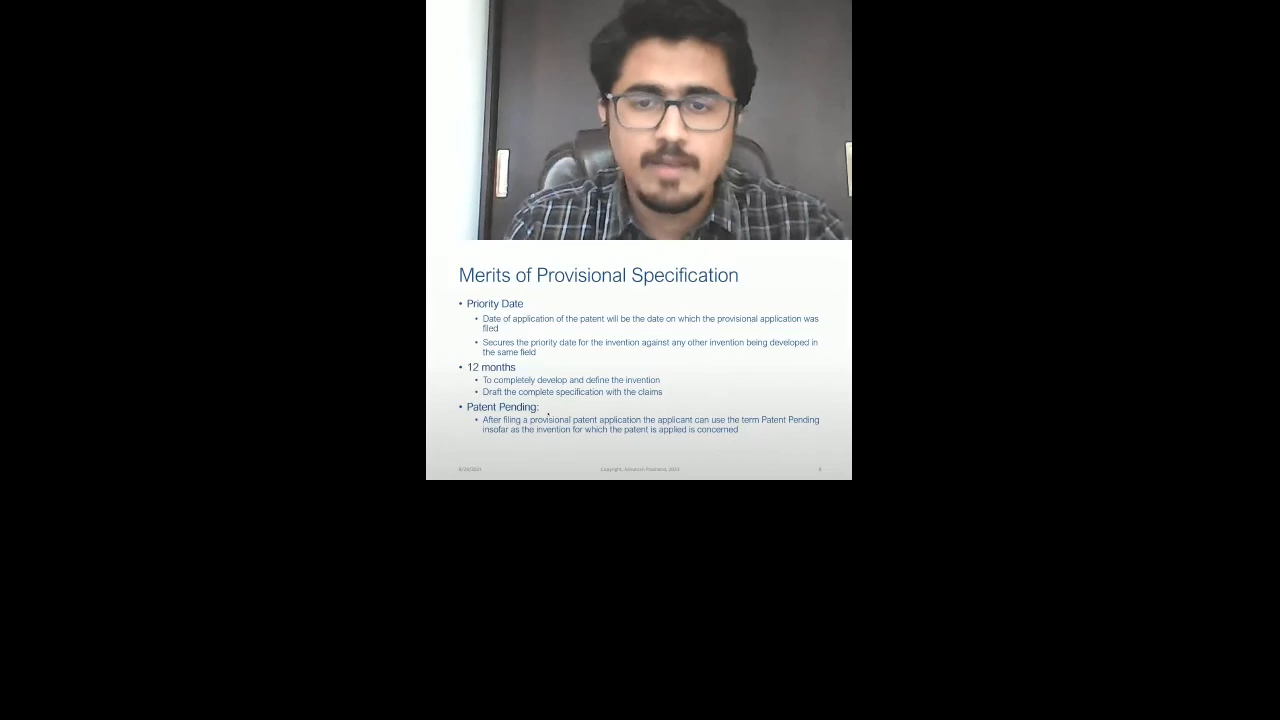 Merits of Provisional Specification
• Priority Date
• Date of application of the patent will be the date on which the provisional application was
filed
• Secures the priority date for the invention against any other invention being developed in
the same field
• 12 months
• To completely develop and define the invention
• Draft the complete specification with the claims
• Patent Pending:
• After filing a provisional patent application the applicant can use the term Patent Pending
insofar as the invention for which the patent is applied is concerned
Copyright,